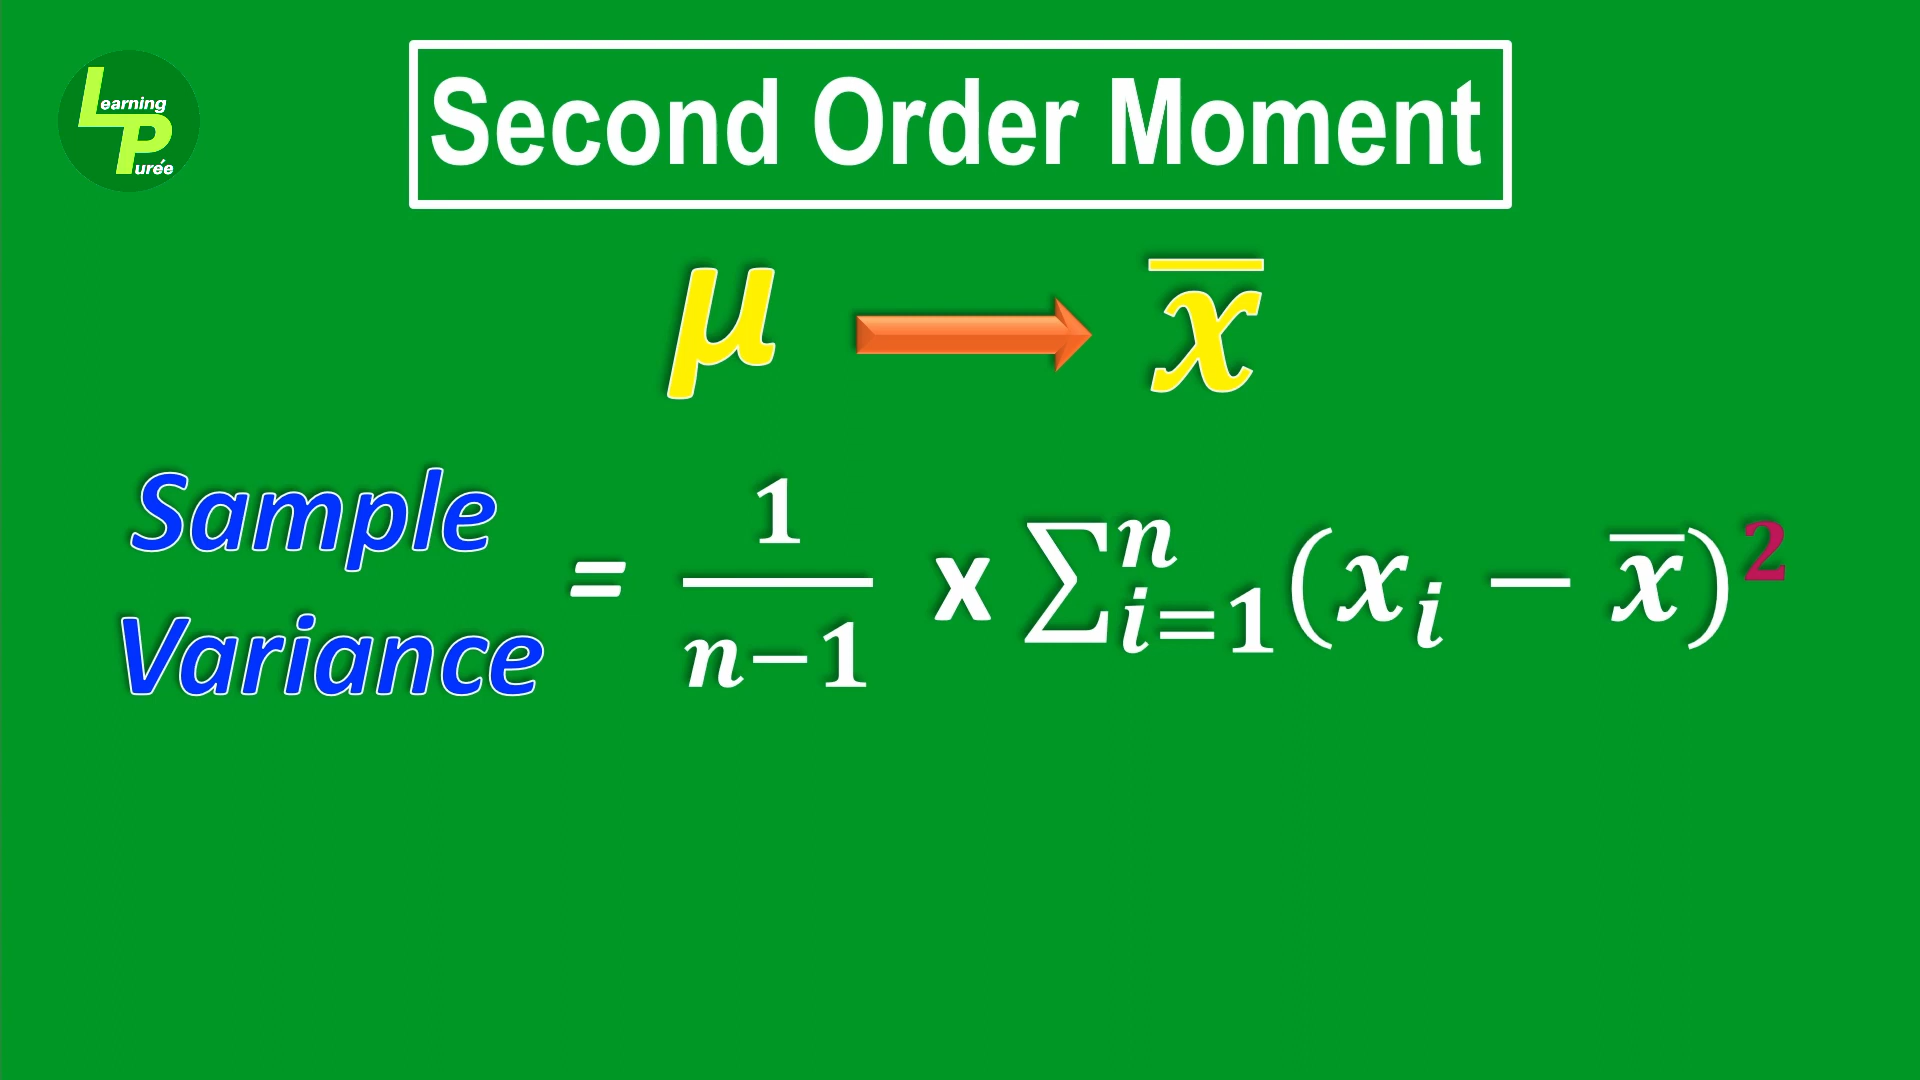 Learning
Purée
Second Order Moment
μ x̅
Sample Variance = 1/(n−1) x ∑ⁿᵢ₌₁(xᵢ − x̅)²